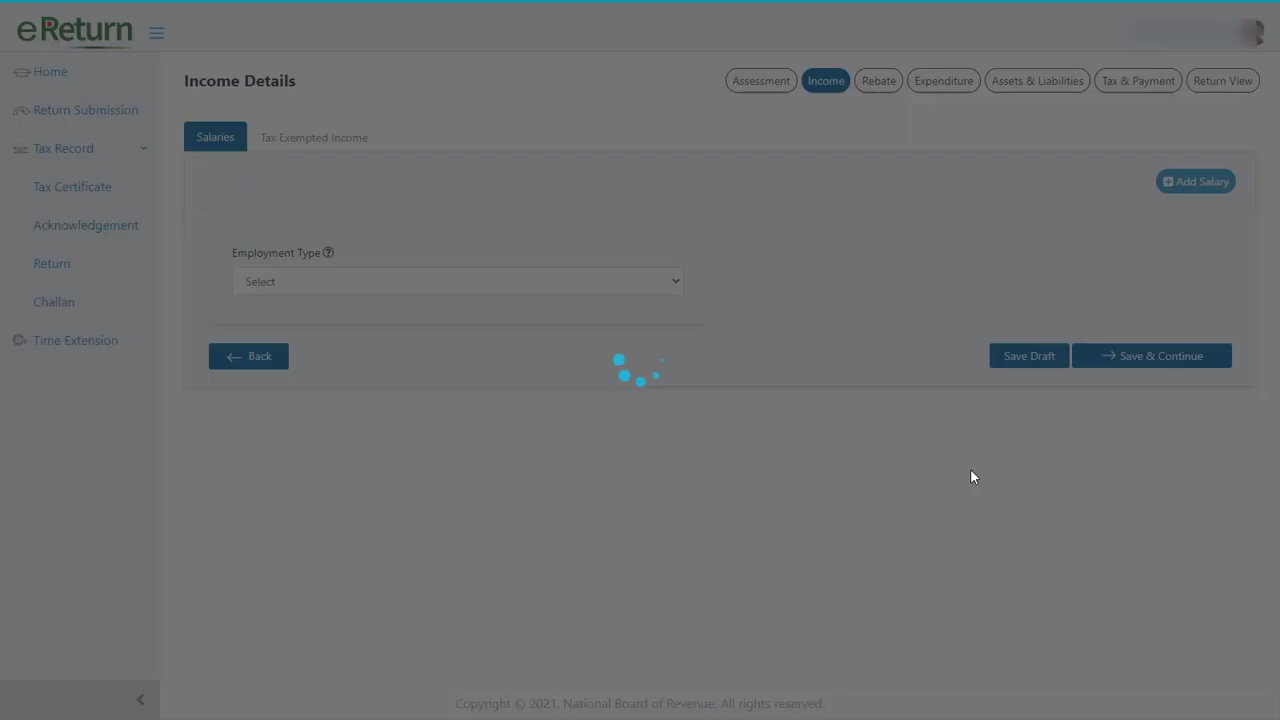 eReturn
Home
Return Submission
Tax Record
Tax Certificate
Acknowledgement
Return
Challan
Time Extension
Income Details
Assessment
Income
Rebate
Expenditure
Assets & Liabilities
Tax & Payment
Return View
Salaries
Tax Exempted Income
Add Salary
Employment Type
Select
Back
Save Draft
Save & Continue
Copyright © 2021. National Board of Revenue. All rights reserved.